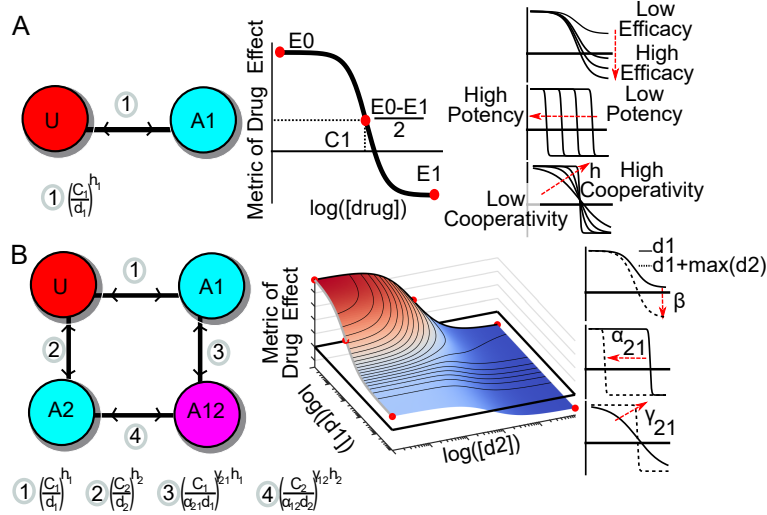 A
U
1
A1
1 (C1/d1)^h1
Metric of Drug Effect
E0
E0-E1
2
C1
E1
log([drug])
Low
Efficacy
High
Efficacy
High
Potency
Low
Potency
h
High
Cooperativity
Low
Cooperativity
B
U
1
A1
2
3
A2
4
A12
1 (C1/d1)^h1
2 (C2/d2)^h2
3 (C1/α21d1)^γ21h1
4 (C2/α12d2)^γ12h2
Metric of
Drug Effect
log([d1])
log([d2])
d1
d1+max(d2)
β
α21
γ21